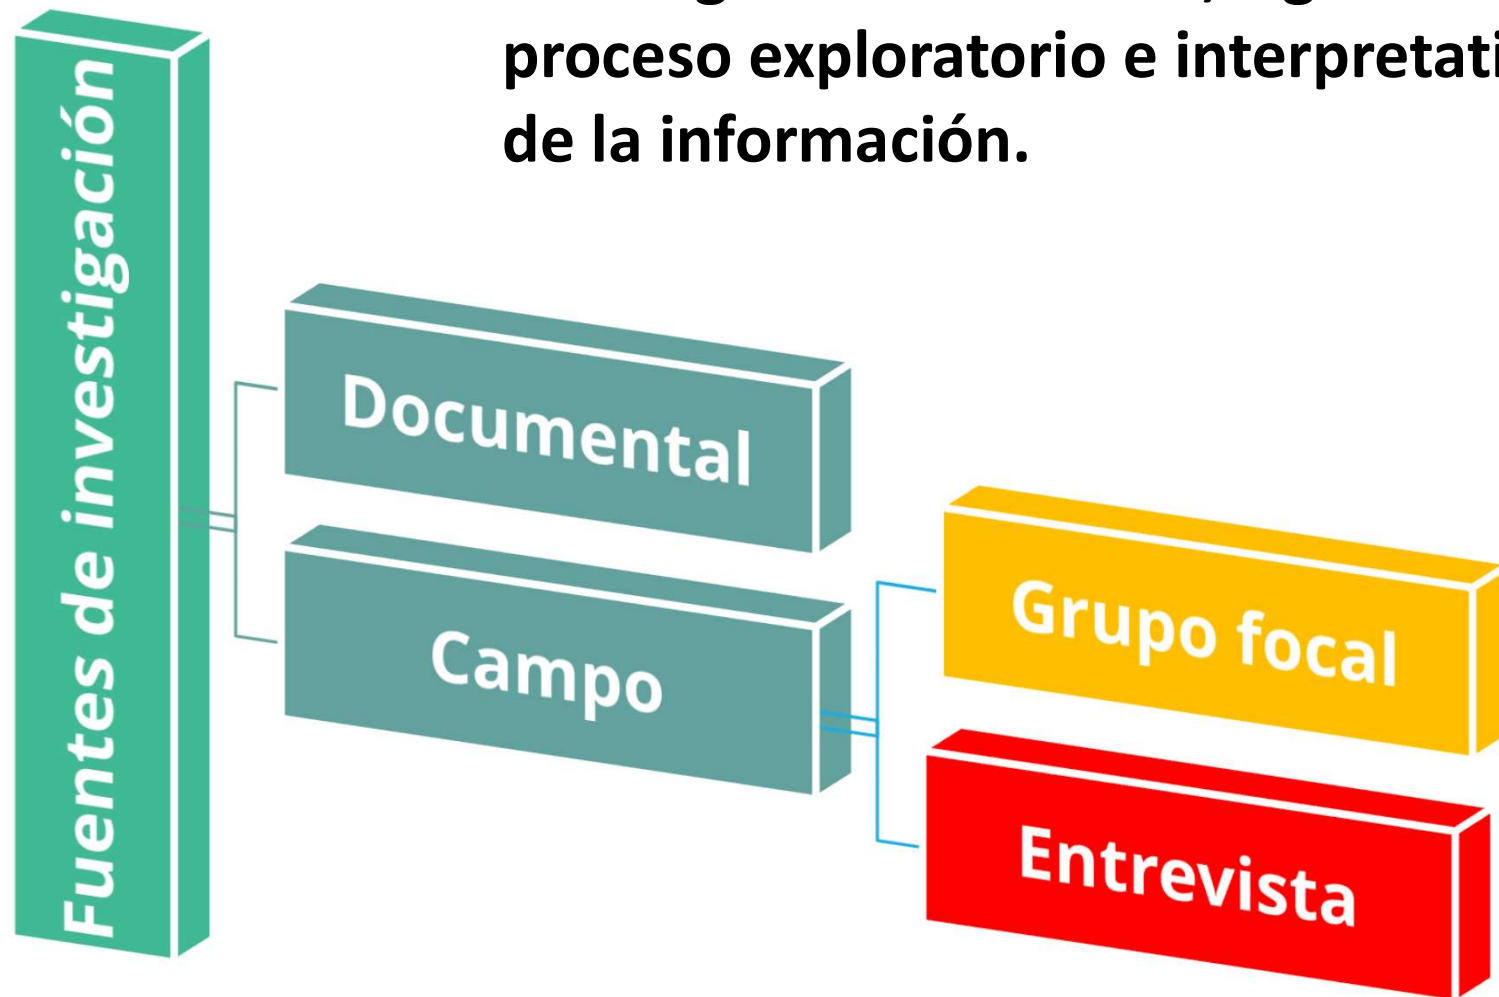 proceso exploratorio e interpretati
de la información.
Fuentes de investigación
Documental
Campo
Grupo focal
Entrevista